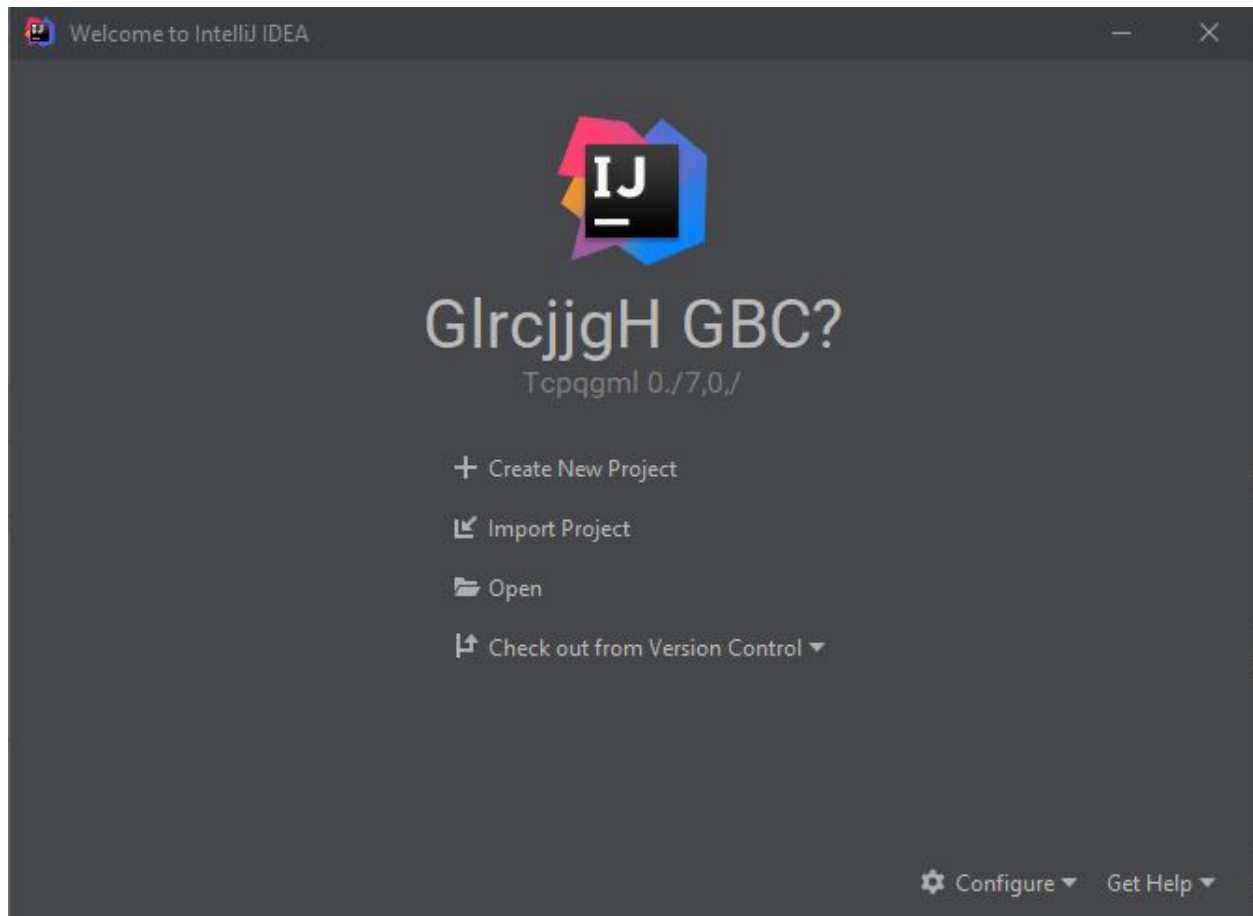 Welcome to IntelliJ IDEA
IJ
GlrcjjgH GBC?
Tcpqgml 0./7,0,/
Create New Project
Import Project
Open
Check out from Version Control
Configure Get Help